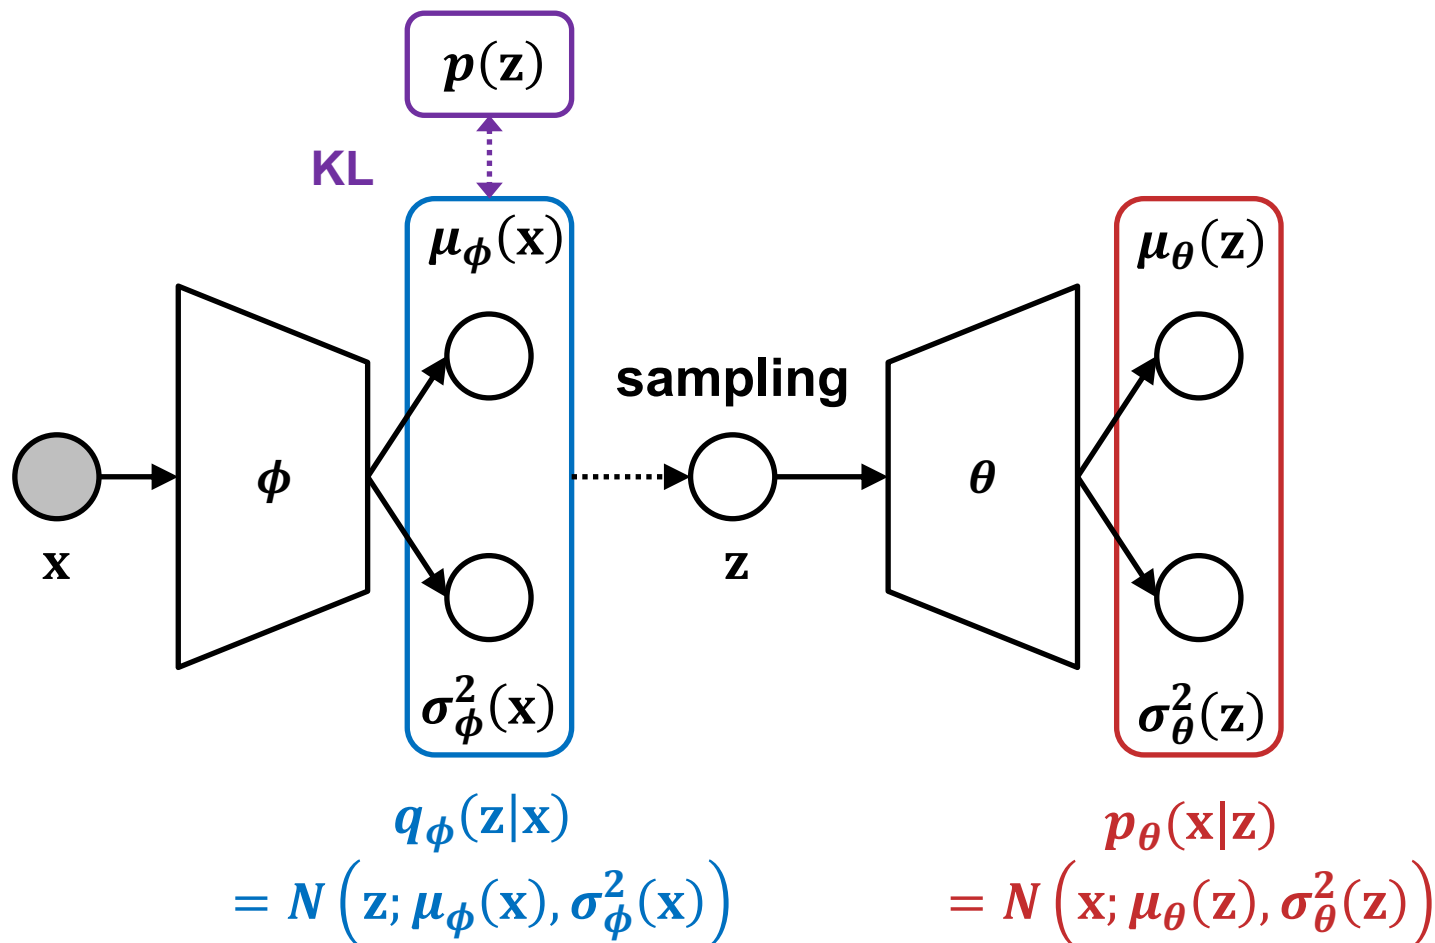 p(z)
KL
μ_ϕ(x)
μ_θ(z)
sampling
ϕ
θ
x
z
σ²_ϕ(x)
σ²_θ(z)
q_ϕ(z|x)
= N(z; μ_ϕ(x), σ²_ϕ(x))
p_θ(x|z)
= N(x; μ_θ(z), σ²_θ(z))